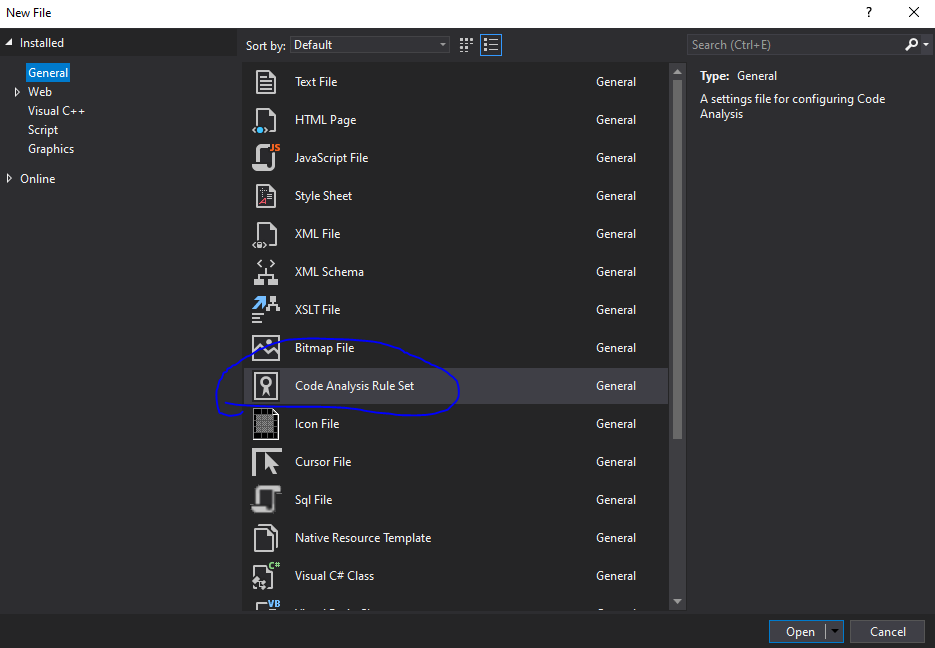 New File
?
Installed
General
Web
Visual C++
Script
Graphics
Online
Sort by: Default
Text File General
HTML Page General
JS
JavaScript File General
Style Sheet General
XML File General
XML Schema General
XSLT File General
Bitmap File General
Code Analysis Rule Set General
Icon File General
Cursor File General
Sql File General
Native Resource Template General
C#
Visual C# Class General
VB
Search (Ctrl+E)
Type: General
A settings file for configuring Code
Analysis
Open
Cancel